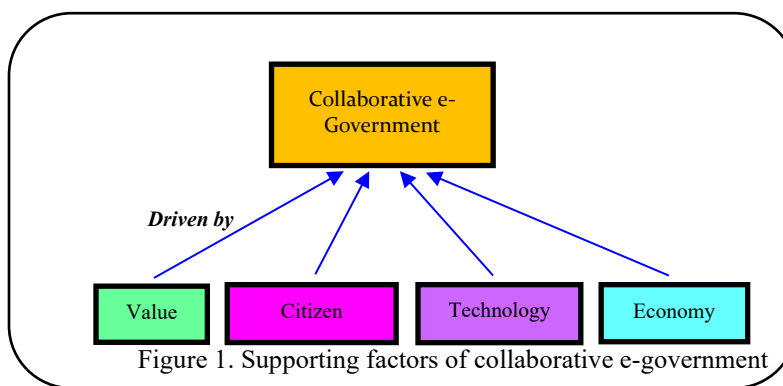 Collaborative e-
Government
Driven by
Value
Citizen
Technology
Economy
Figure 1. Supporting factors of collaborative e-government